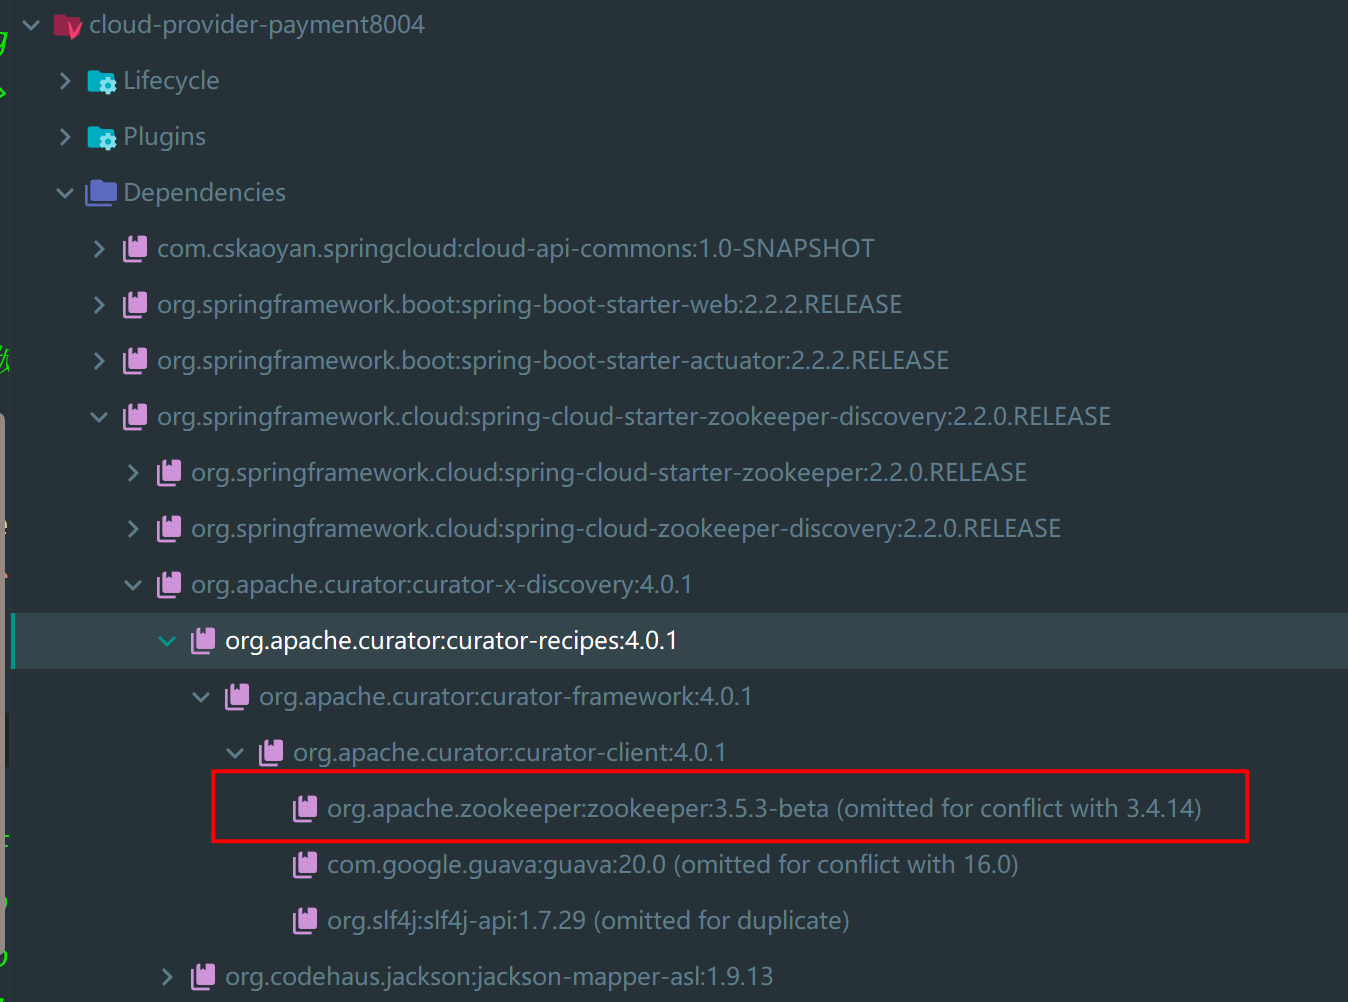 cloud-provider-payment8004
Lifecycle
Plugins
Dependencies
com.cskaoyan.springcloud:cloud-api-commons:1.0-SNAPSHOT
org.springframework.boot:spring-boot-starter-web:2.2.2.RELEASE
org.springframework.boot:spring-boot-starter-actuator:2.2.2.RELEASE
org.springframework.cloud:spring-cloud-starter-zookeeper-discovery:2.2.0.RELEASE
org.springframework.cloud:spring-cloud-starter-zookeeper:2.2.0.RELEASE
org.springframework.cloud:spring-cloud-zookeeper-discovery:2.2.0.RELEASE
org.apache.curator:curator-x-discovery:4.0.1
org.apache.curator:curator-recipes:4.0.1
org.apache.curator:curator-framework:4.0.1
org.apache.curator:curator-client:4.0.1
org.apache.zookeeper:zookeeper:3.5.3-beta (omitted for conflict with 3.4.14)
com.google.guava:guava:20.0 (omitted for conflict with 16.0)
org.slf4j:slf4j-api:1.7.29 (omitted for duplicate)
org.codehaus.jackson:jackson-mapper-asl:1.9.13